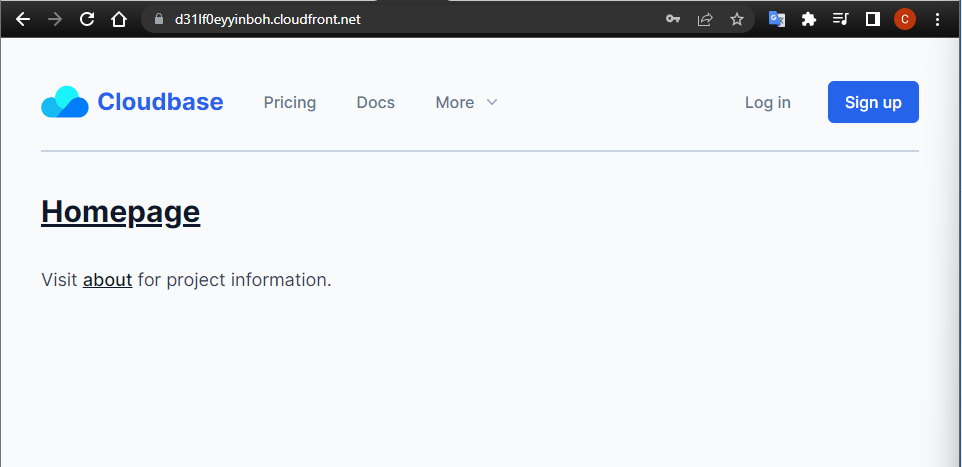 d31lf0eyyinboh.cloudfront.net
C
Cloudbase Pricing Docs More Log in Sign up
Homepage
Visit about for project information.